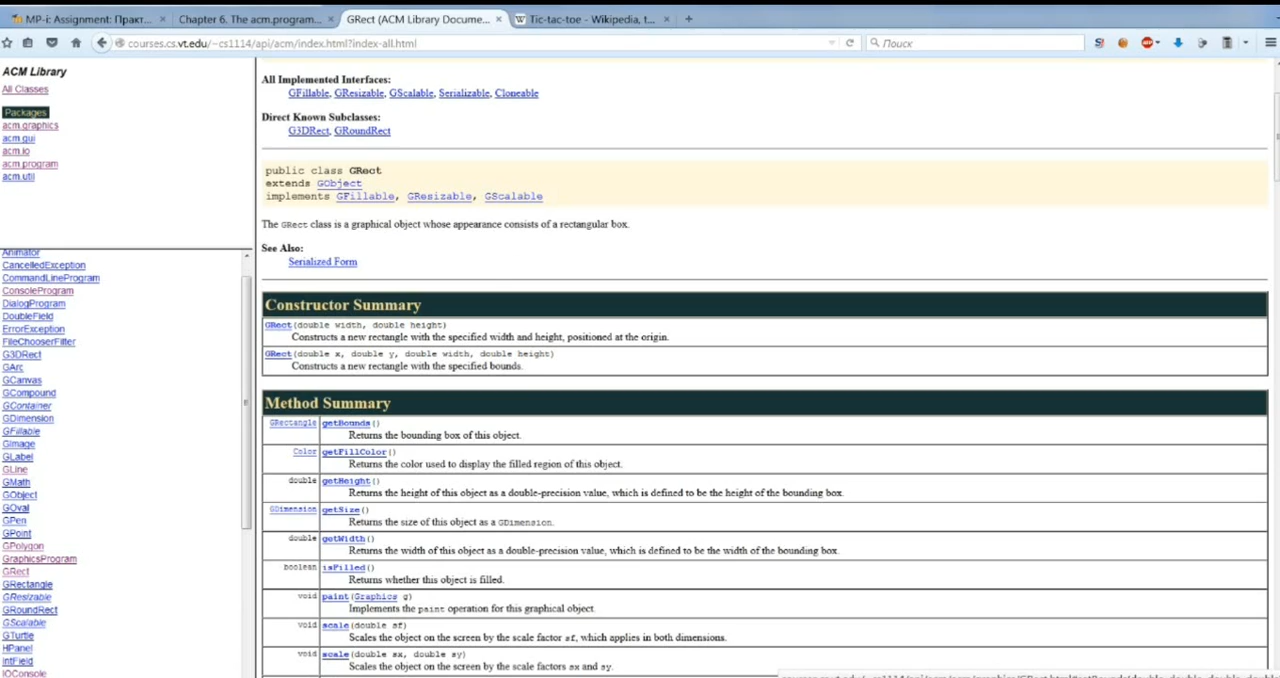 MP-i: Assignment: Практ...
Chapter 6. The acm.program...
GRect (ACM Library Docume...
Tic-tac-toe - Wikipedia, t...
courses.cs.vt.edu/~cs1114/api/acm/index.html?index-all.html
Поиск
ACM Library
All Classes
Packages
acm.graphics
acm.gui
acm.io
acm.program
acm.util
Animator
CancelledException
CommandLineProgram
ConsoleProgram
DialogProgram
DoubleField
ErrorException
FileChooserFilter
G3DRect
GArc
GCanvas
GCompound
GContainer
GDimension
GFillable
GImage
GLabel
GLine
GMath
GObject
GOval
GPen
GPoint
GPolygon
GraphicsProgram
GRect
GRectangle
GResizable
GRoundRect
GScalable
GTurtle
HPanel
IntField
IOConsole
All Implemented Interfaces:
GFillable, GResizable, GScalable, Serializable, Cloneable
Direct Known Subclasses:
G3DRect, GRoundRect
public class GRect
extends GObject
implements GFillable, GResizable, GScalable
The GRect class is a graphical object whose appearance consists of a rectangular box.
See Also:
Serialized Form
Constructor Summary
GRect(double width, double height)
Constructs a new rectangle with the specified width and height, positioned at the origin.
GRect(double x, double y, double width, double height)
Constructs a new rectangle with the specified bounds.
Method Summary
GRectangle getBounds()
Returns the bounding box of this object.
Color getFillColor()
Returns the color used to display the filled region of this object.
double getHeight()
Returns the height of this object as a double-precision value, which is defined to be the height of the bounding box.
GDimension getSize()
Returns the size of this object as a GDimension.
double getWidth()
Returns the width of this object as a double-precision value, which is defined to be the width of the bounding box.
boolean isFilled()
Returns whether this object is filled.
void paint(Graphics g)
Implements the paint operation for this graphical object.
void scale(double sf)
Scales the object on the screen by the scale factor sf, which applies in both dimensions.
void scale(double sx, double sy)
Scales the object on the screen by the scale factors sx and sy.